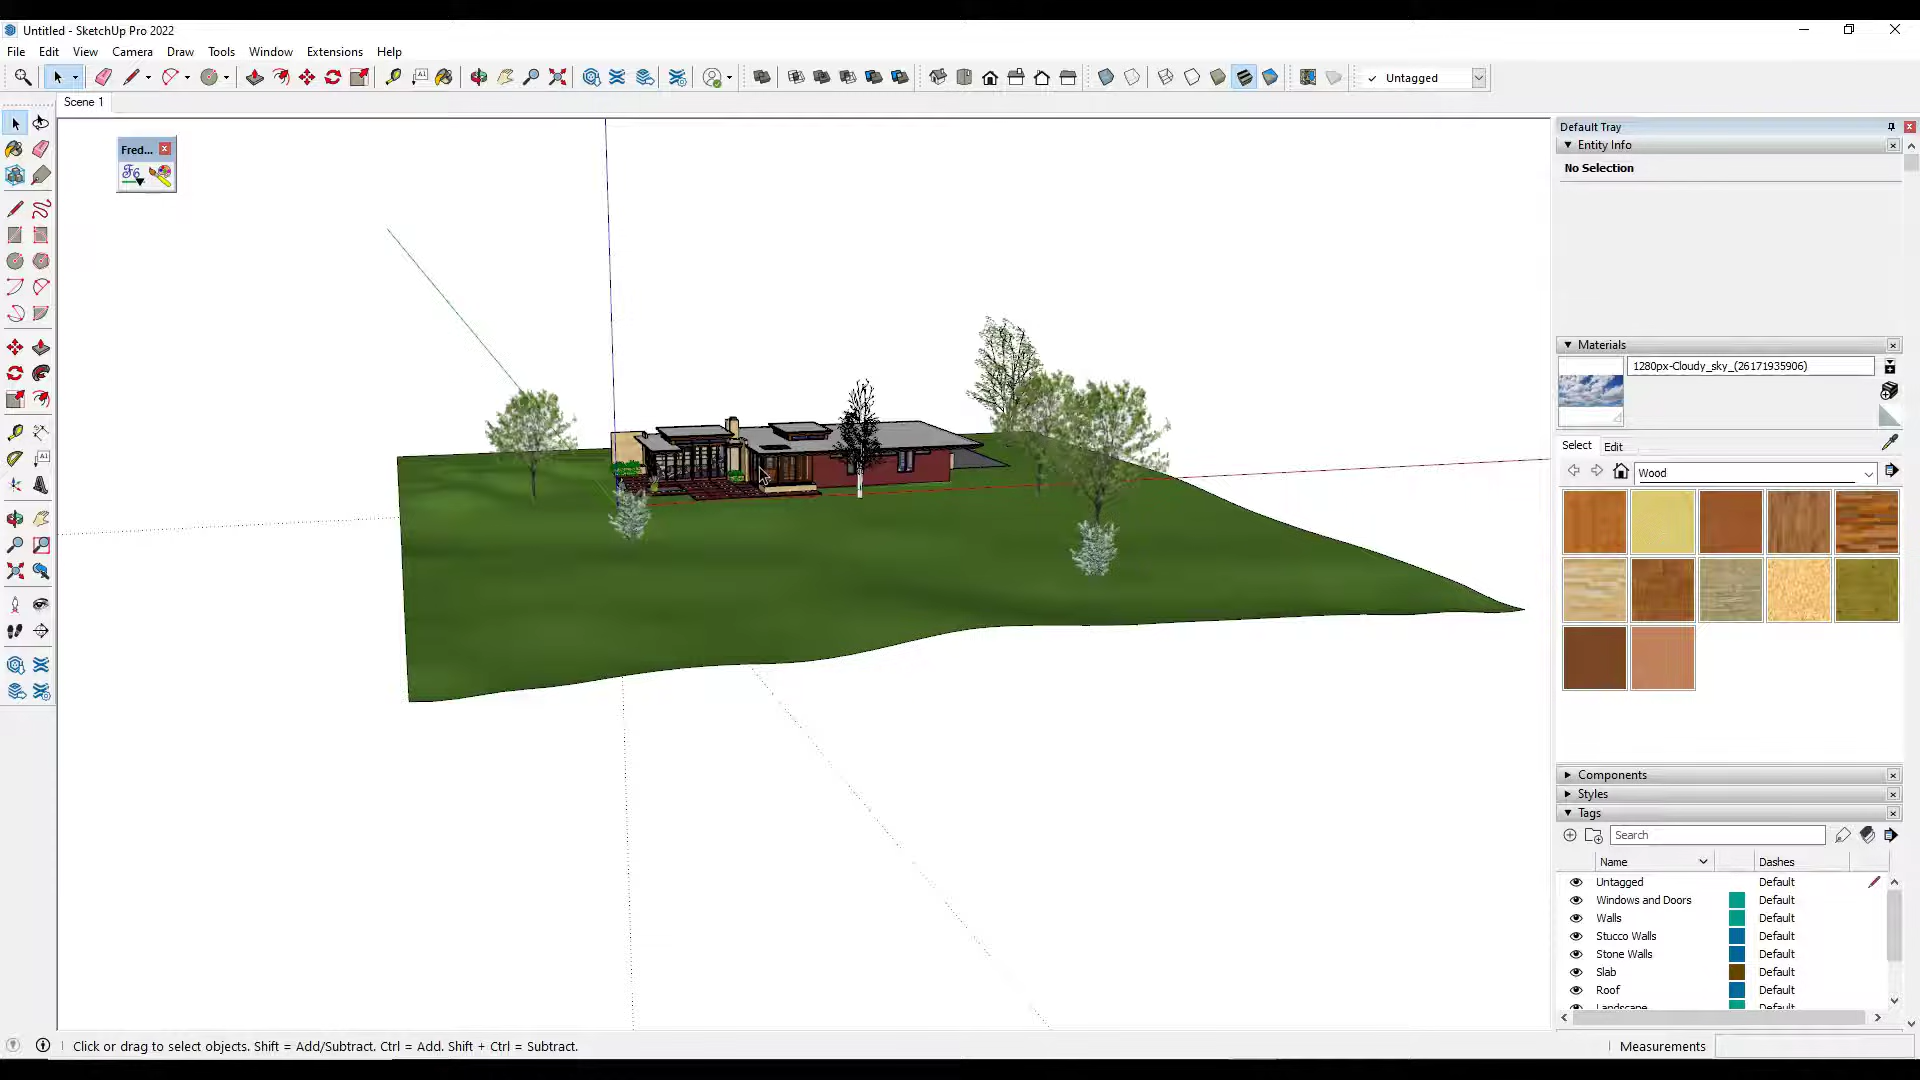 Untitled - SketchUp Pro 2022
File Edit View Camera Draw Tools Window Extensions Help
Untagged
Scene 1
Fred...
Default Tray
Entity Info
No Selection
Materials
1280px-Cloudy_sky_(26171935906)
Select Edit
Wood
Components
Styles
Tags
Search
Name Dashes
Untagged Default
Windows and Doors Default
Walls Default
Stucco Walls Default
Stone Walls Default
Slab Default
Roof Default
Landscape Default
Click or drag to select objects. Shift = Add/Subtract. Ctrl = Add. Shift + Ctrl = Subtract.
Measurements